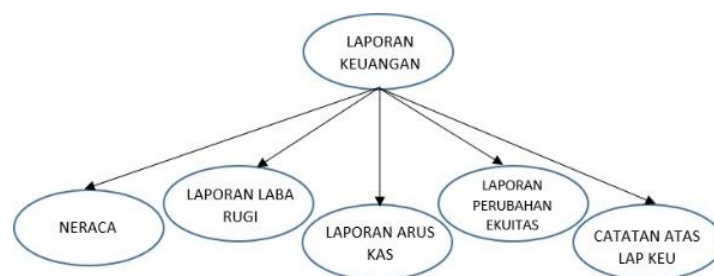 LAPORAN
KEUANGAN
NERACA
LAPORAN LABA
RUGI
LAPORAN ARUS
KAS
LAPORAN
PERUBAHAN
EKUITAS
CATATAN ATAS
LAP KEU